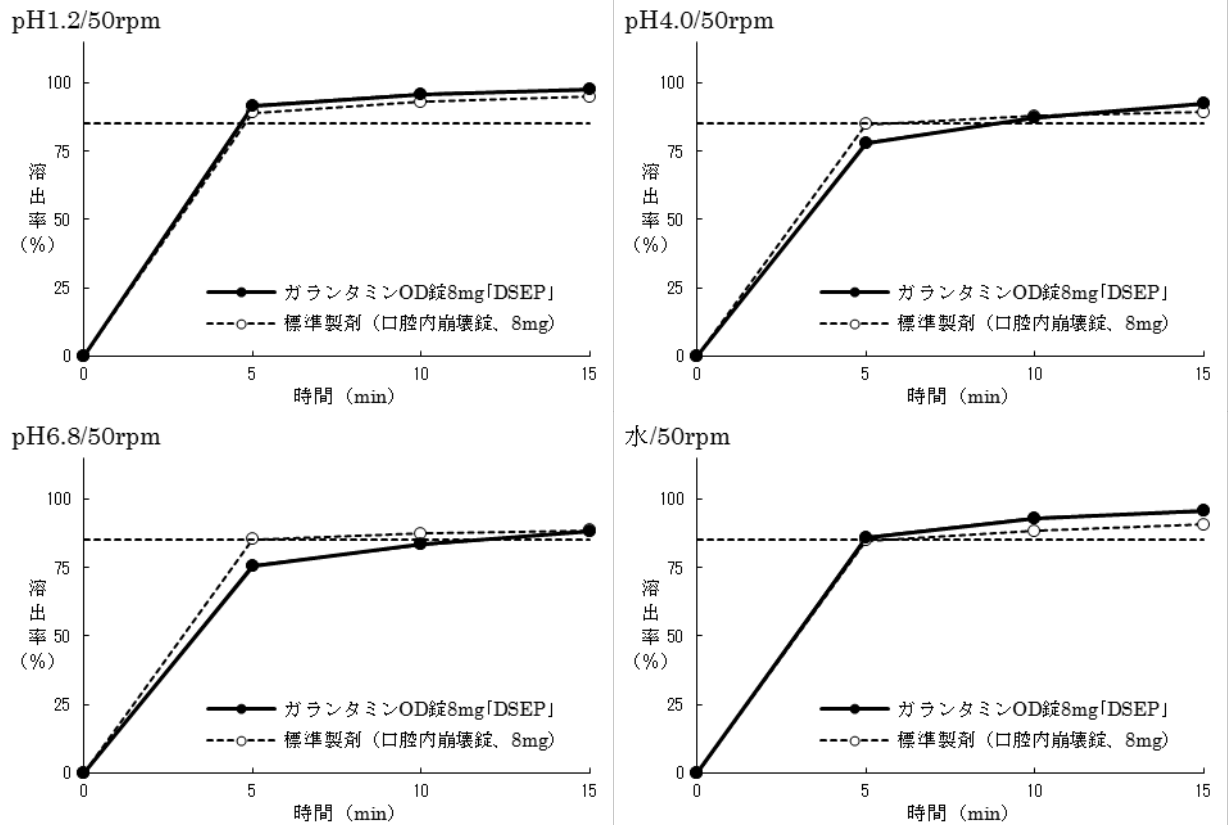 pH1.2/50rpm
100
75
50
25
0
溶出率(%)
ガランタミンOD錠8mg「DSEP」
標準製剤（口腔内崩壊錠、8mg)
0 5 10 15
時間（min）
pH4.0/50rpm
100
75
50
25
0
溶出率(%)
ガランタミンOD錠8mg「DSEP」
標準製剤（口腔内崩壊錠、8mg)
0 5 10 15
時間（min）
pH6.8/50rpm
100
75
50
25
0
溶出率(%)
ガランタミンOD錠8mg「DSEP」
標準製剤（口腔内崩壊錠、8mg)
0 5 10 15
時間（min）
水/50rpm
100
75
50
25
0
溶出率(%)
ガランタミンOD錠8mg「DSEP」
標準製剤（口腔内崩壊錠、8mg)
0 5 10 15
時間（min）